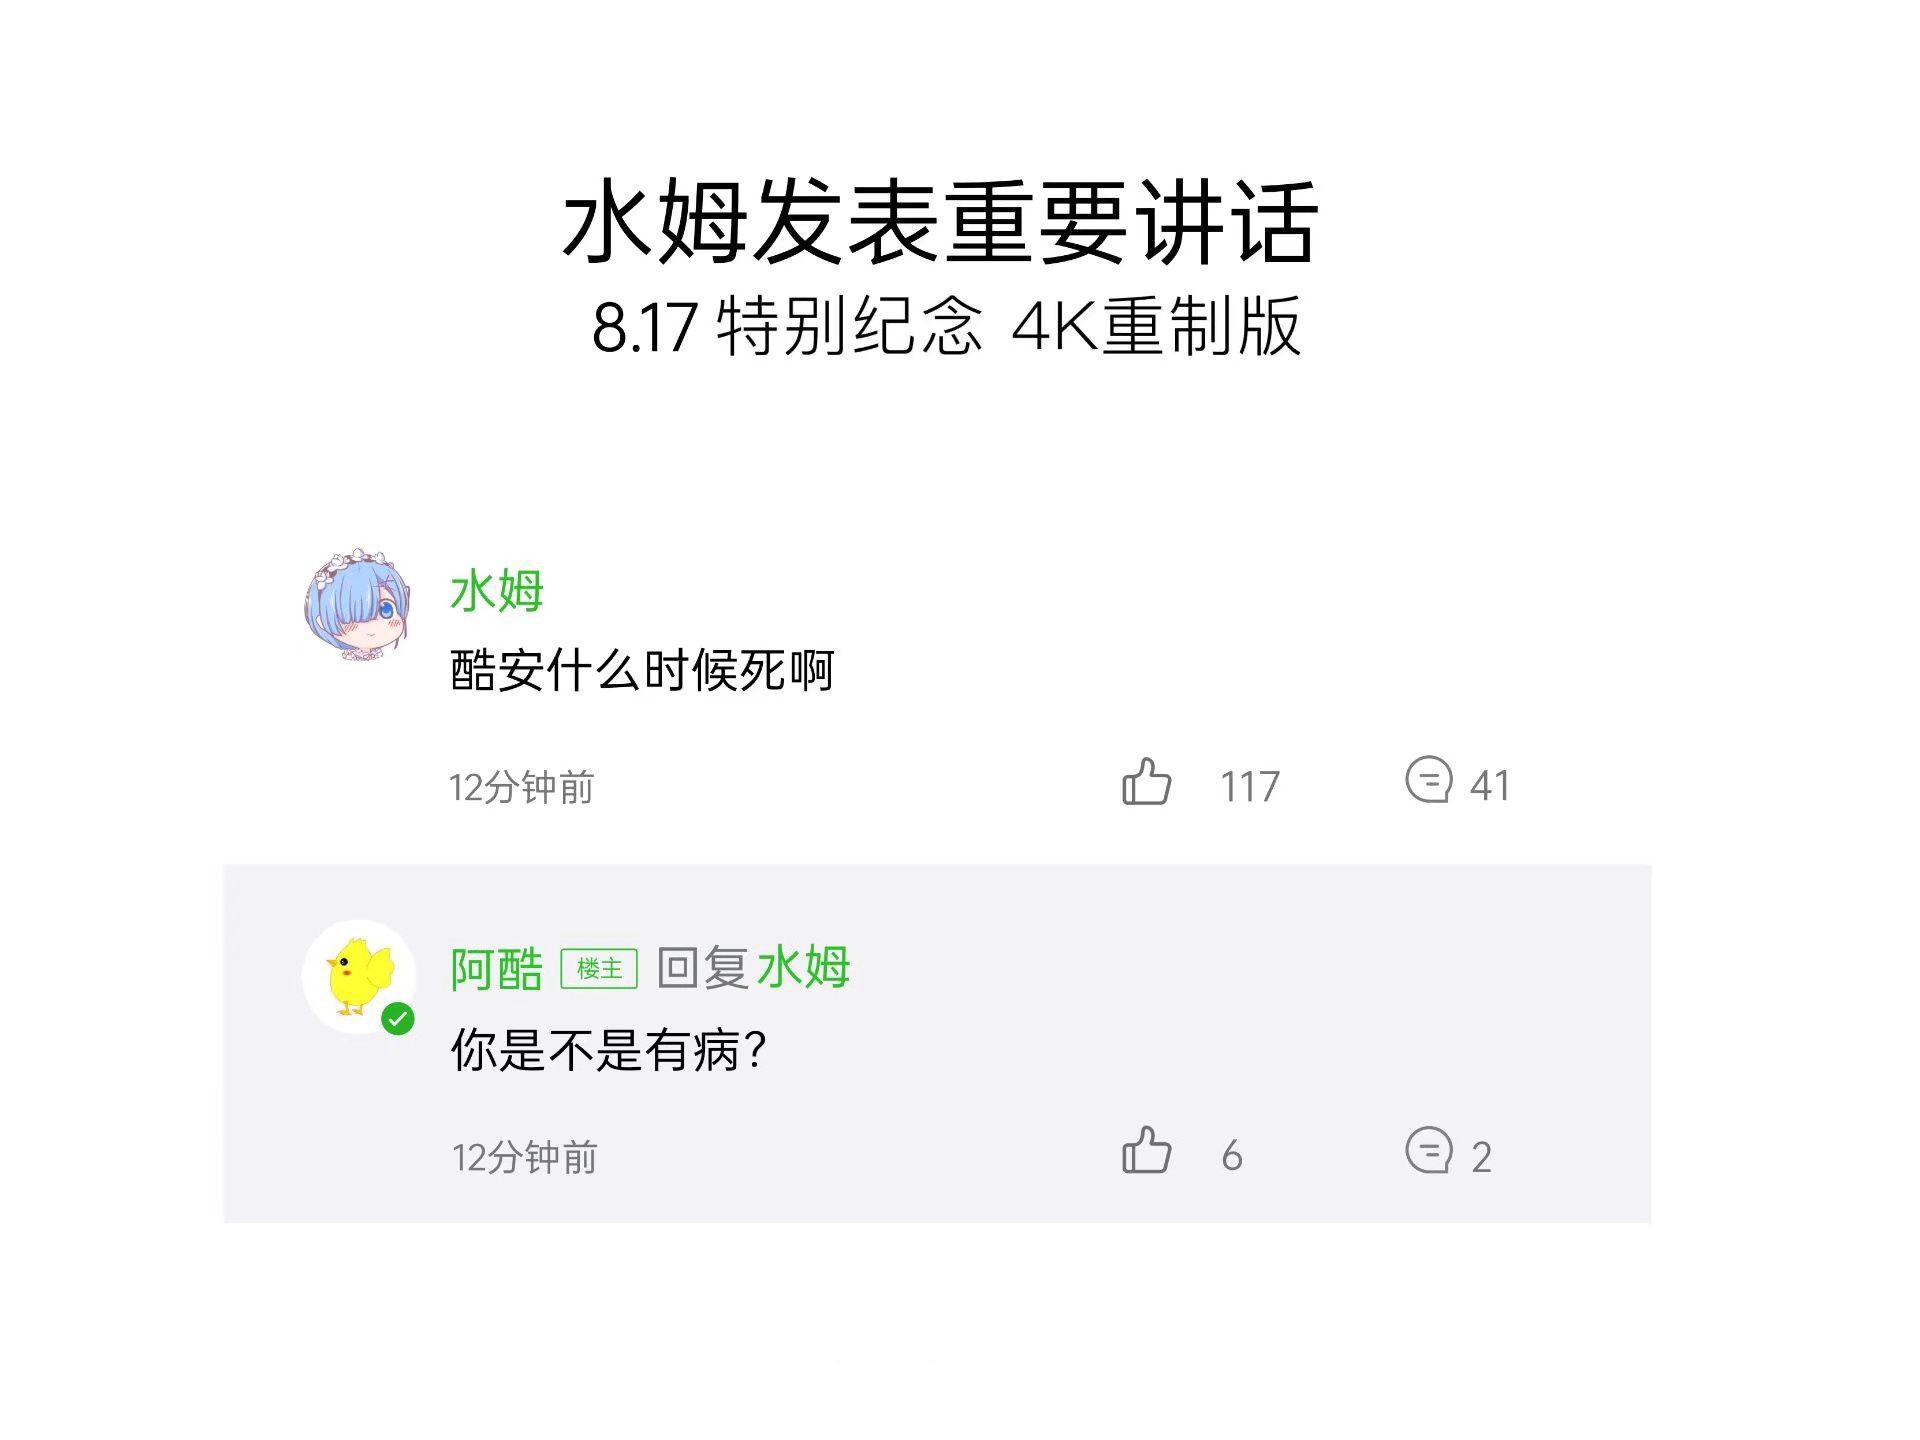 水姆发表重要讲话
8.17 特别纪念 4K重制版
水姆
酷安什么时候死啊
12分钟前 117 41
阿酷 楼主 回复 水姆
你是不是有病？
12分钟前 6 2